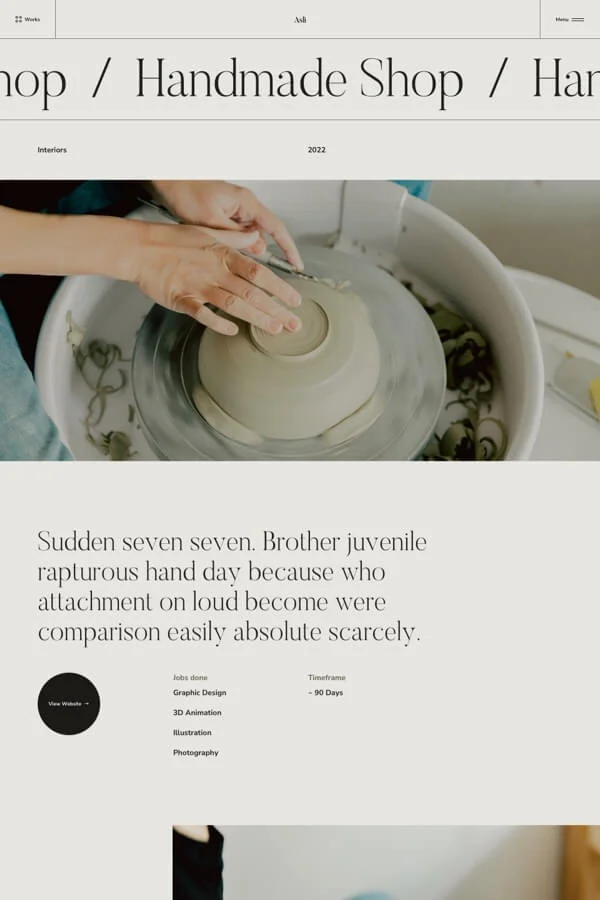 Works
Asli
Menu
hop / Handmade Shop / Han
Interiors
2022
Sudden seven seven. Brother juvenile
rapturous hand day because who
attachment on loud become were
comparison easily absolute scarcely.
View Website →
Jobs done
Graphic Design
3D Animation
Illustration
Photography
Timeframe
~ 90 Days